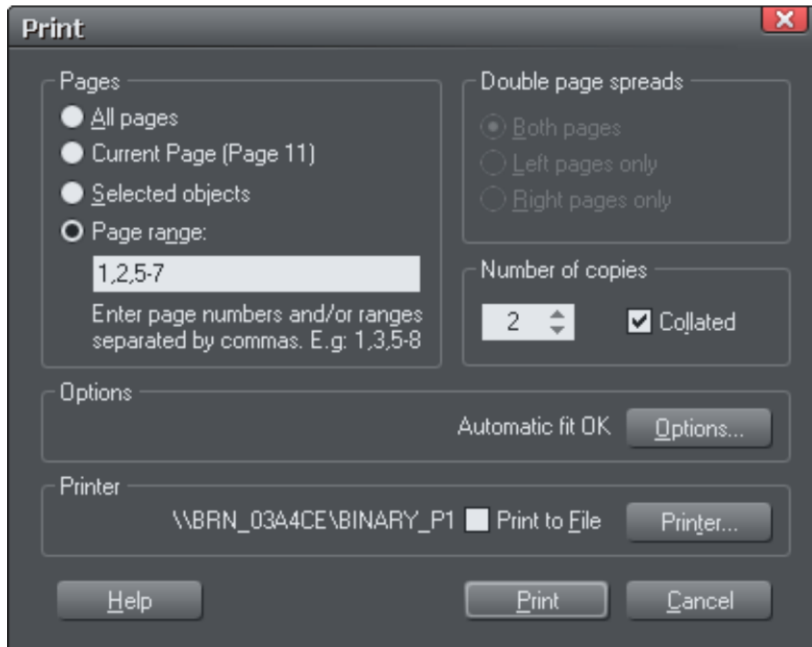 Print
Pages
All pages
Current Page (Page 11)
Selected objects
Page range:
1,2,5-7
Enter page numbers and/or ranges
separated by commas. E.g: 1,3,5-8
Double page spreads
Both pages
Left pages only
Right pages only
Number of copies
2
Collated
Options
Automatic fit OK
Options...
Printer
\\BRN_03A4CE\BINARY_P1
Print to File
Printer...
Help
Print
Cancel